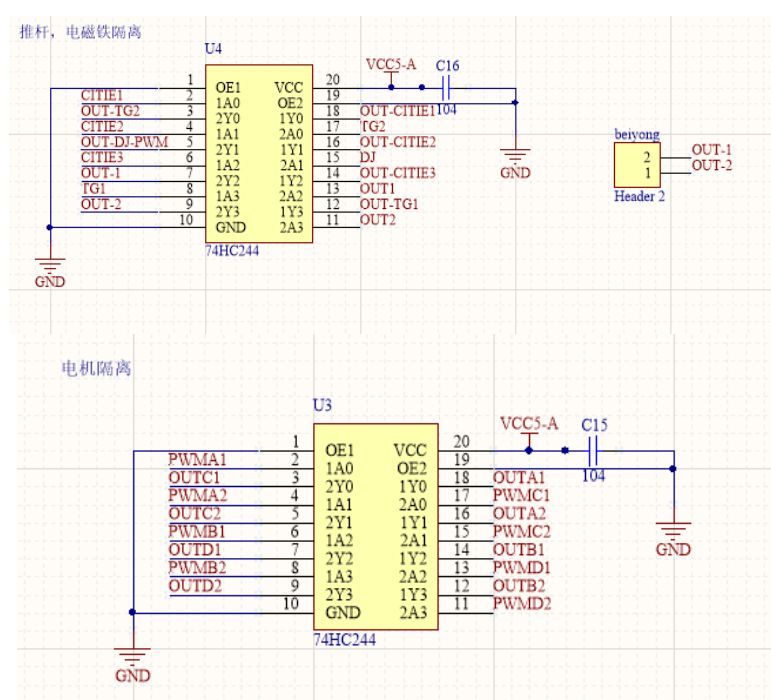 推杆，电磁铁隔离
U4
1 OE1 VCC 20 VCC5-A C16 104
CITIE1 2 1A0 OE2 19
OUT-TG2 3 2Y0 1Y0 18 OUT-CITIE1
CITIE2 4 1A1 2A0 17 TG2
OUT-DJ-PWM 5 2Y1 1Y1 16 OUT-CITIE2
CITIE3 6 1A2 2A1 15 DJ
OUT-1 7 2Y2 1Y2 14 OUT-CITIE3
TG1 8 1A3 2A2 13 OUT1
OUT-2 9 2Y3 1Y3 12 OUT-TG1
10 GND 2A3 11 OUT2
74HC244
GND
GND
beiyong
2 OUT-1
1 OUT-2
Header 2
电机隔离
U3
1 OE1 VCC 20 VCC5-A C15 104
PWMA1 2 1A0 OE2 19
OUTC1 3 2Y0 1Y0 18 OUTA1
PWMA2 4 1A1 2A0 17 PWMC1
OUTC2 5 2Y1 1Y1 16 OUTA2
PWMB1 6 1A2 2A1 15 PWMC2
OUTD1 7 2Y2 1Y2 14 OUTB1
PWMB2 8 1A3 2A2 13 PWMD1
OUTD2 9 2Y3 1Y3 12 OUTB2
10 GND 2A3 11 PWMD2
74HC244
GND
GND